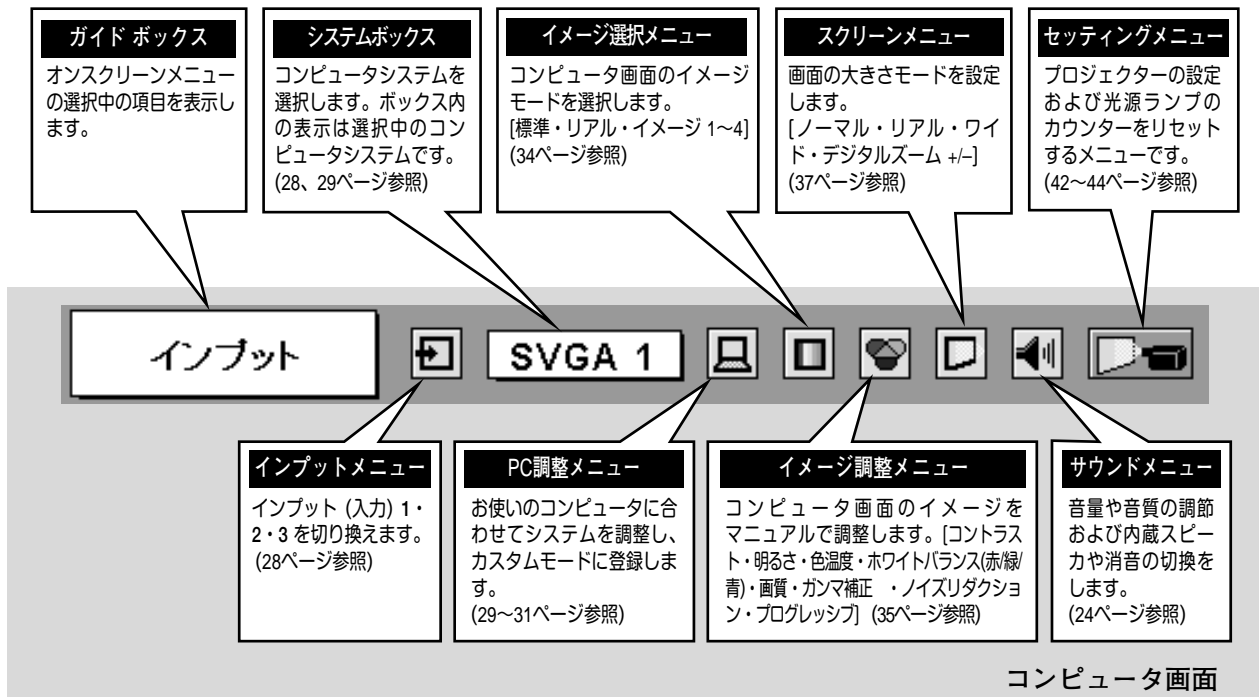 ガイド ボックス
オンスクリーンメニュー
の選択中の項目を表示し
ます。
システムボックス
コンピュータシステムを
選択します。ボックス内
の表示は選択中のコン
ピュータシステムです。
(28、29ページ参照)
イメージ選択メニュー
コンピュータ画面のイメージ
モードを選択します。
[標準・リアル・イメージ 1〜4]
(34ページ参照)
スクリーンメニュー
画面の大きさモードを設定
します。
[ノーマル・リアル・ワイ
ド・デジタルズーム +/–]
(37ページ参照)
セッティングメニュー
プロジェクターの設定
および光源ランプの
カウンターをリセット
するメニューです。
(42〜44ページ参照)
インプット
SVGA 1
インプットメニュー
インプット (入力) 1・
2・3 を切り換えます。
(28ページ参照)
PC調整メニュー
お使いのコンピュータに合
わせてシステムを調整し、
カスタムモードに登録しま
す。
(29〜31ページ参照)
イメージ調整メニュー
コンピュータ画面のイメージを
マニュアルで調整します。[コントラス
ト・明るさ・色温度・ホワイトバランス(赤/緑/
青)・画質・ガンマ補正 ・ノイズリダクショ
ン・プログレッシブ] (35ページ参照)
サウンドメニュー
音量や音質の調節
および内蔵スピー
カや消音の切換を
します。
(24ページ参照)
コンピュータ画面